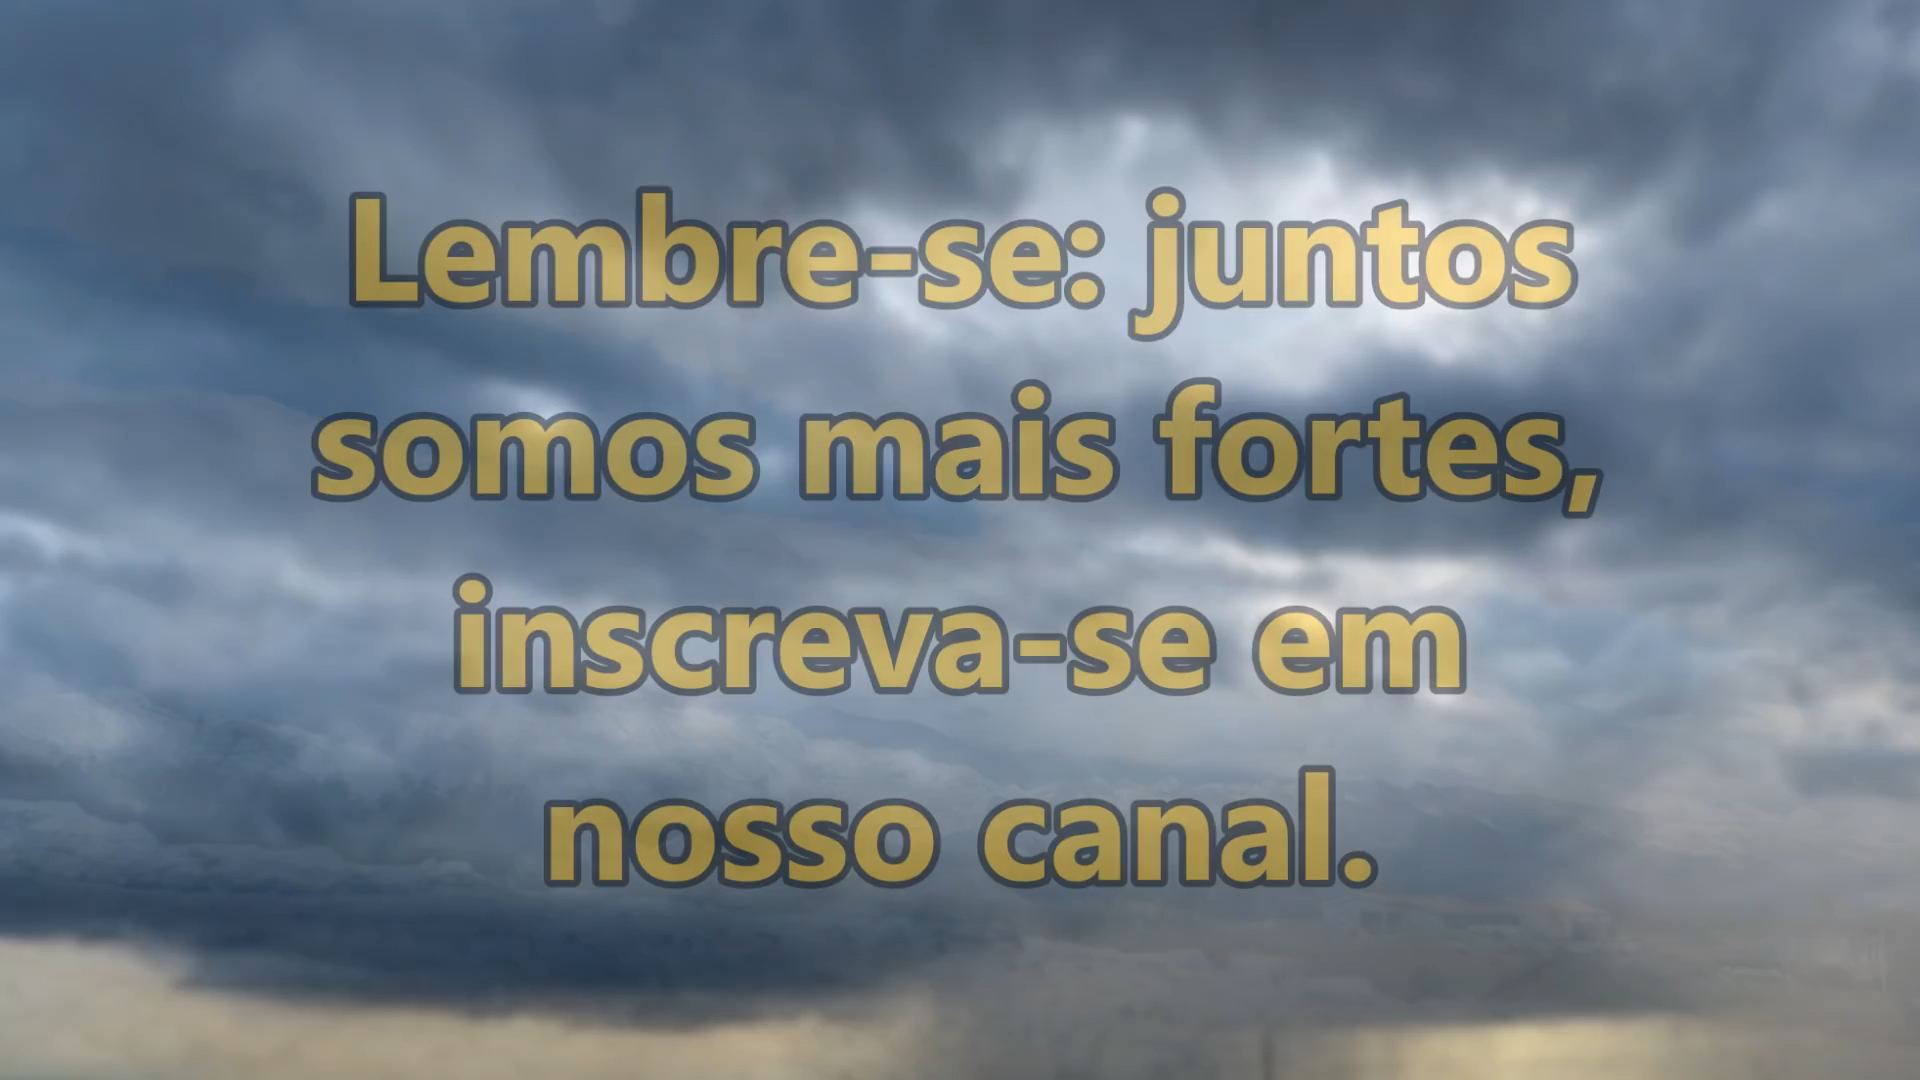 Lembre-se: juntos
somos mais fortes,
inscreva-se em
nosso canal.